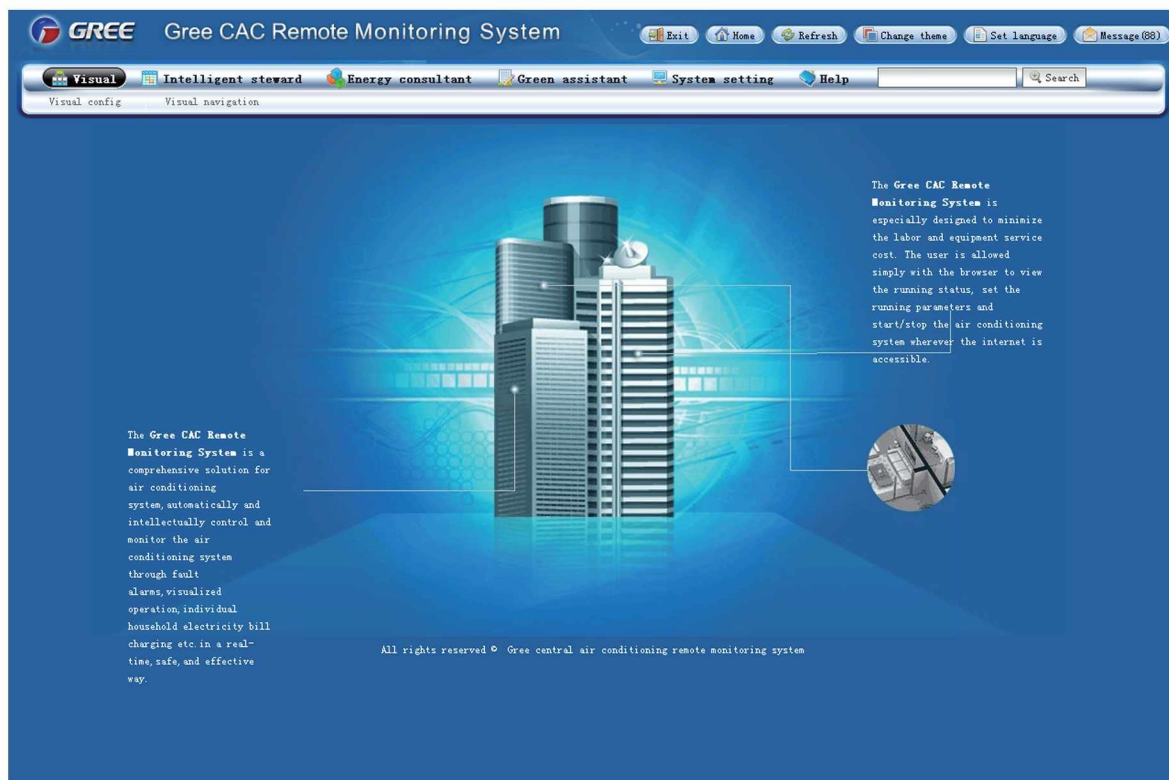 GREE Gree CAC Remote Monitoring System Exit Home Refresh Change theme Set language Message(88)
Visual Intelligent steward Energy consultant Green assistant System setting Help Search
Visual config Visual navigation
The Gree CAC Remote
Monitoring System is
especially designed to minimize
the labor and equipment service
cost. The user is allowed
simply with the browser to view
the running status, set the
running parameters and
start/stop the air conditioning
system wherever the internet is
accessible.
The Gree CAC Remote
Monitoring System is a
comprehensive solution for
air conditioning
system,automatically and
intellectually control and
monitor the air
conditioning system
through fault
alarms,visualized
operation,individual
household electricity bill
charging etc.in a real-
time,safe,and effective
way.
All rights reserved © Gree central air conditioning remote monitoring system